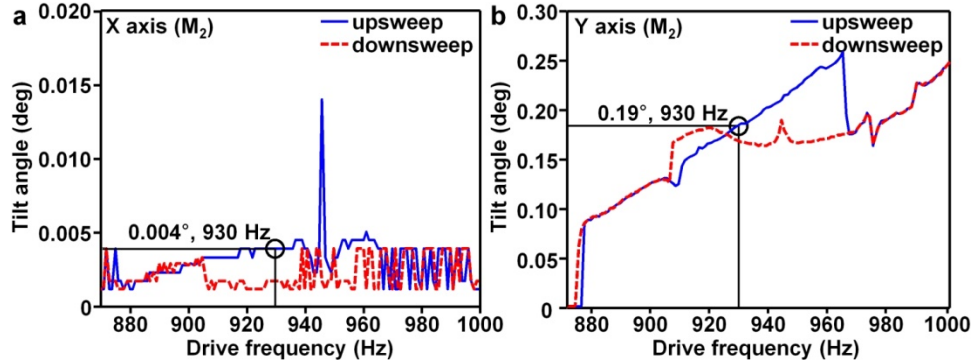 a
X axis (M2)
upsweep
downsweep
0.020
0.015
0.010
0.005
0.000
Tilt angle (deg)
0.004°, 930 Hz
880 900 920 940 960 980 1000
Drive frequency (Hz)
b
Y axis (M2)
upsweep
downsweep
0.30
0.25
0.20
0.15
0.10
0.05
0
Tilt angle (deg)
0.19°, 930 Hz
880 900 920 940 960 980 1000
Drive frequency (Hz)